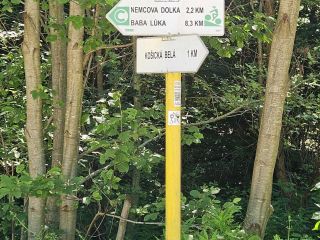 C
NEMCOVA DOLKA 2,2 KM
BABA LÚKA 8,3 KM
KOŠICKÁ BELÁ 1 KM